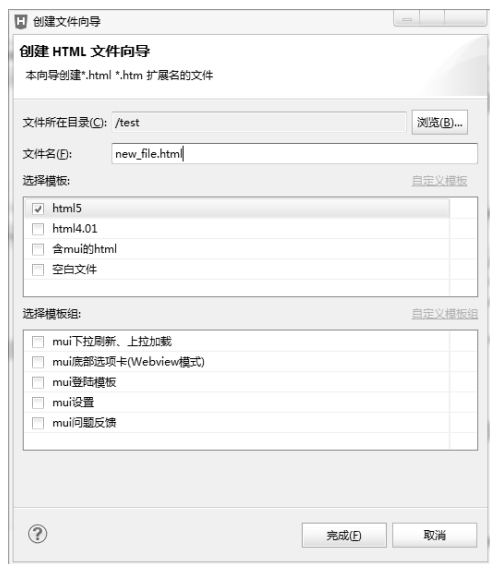 创建文件向导
创建 HTML 文件向导
本向导创建*.html *.htm 扩展名的文件
文件所在目录(C): /test 浏览(B)...
文件名(F): new_file.html
选择模板: 自定义模板
html5
html4.01
含mui的html
空白文件
选择模板组: 自定义模板组
mui下拉刷新、上拉加载
mui底部选项卡(Webview模式)
mui登陆模板
mui设置
mui问题反馈
完成(F) 取消